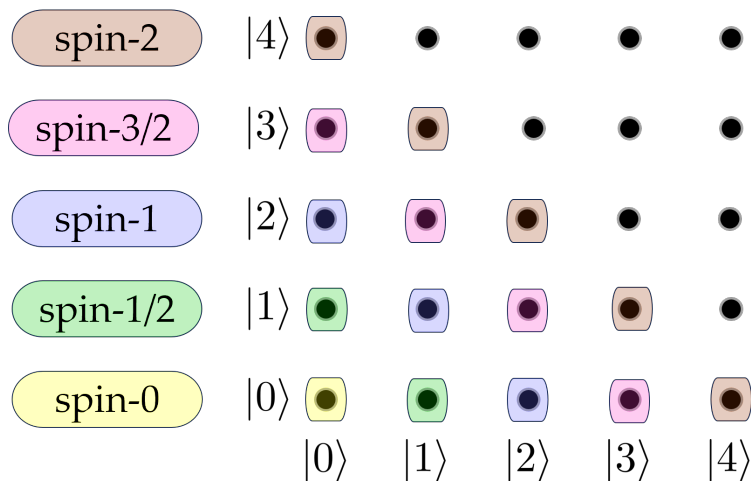 spin-2 |4⟩
spin-3/2 |3⟩
spin-1 |2⟩
spin-1/2 |1⟩
spin-0 |0⟩
|0⟩ |1⟩ |2⟩ |3⟩ |4⟩